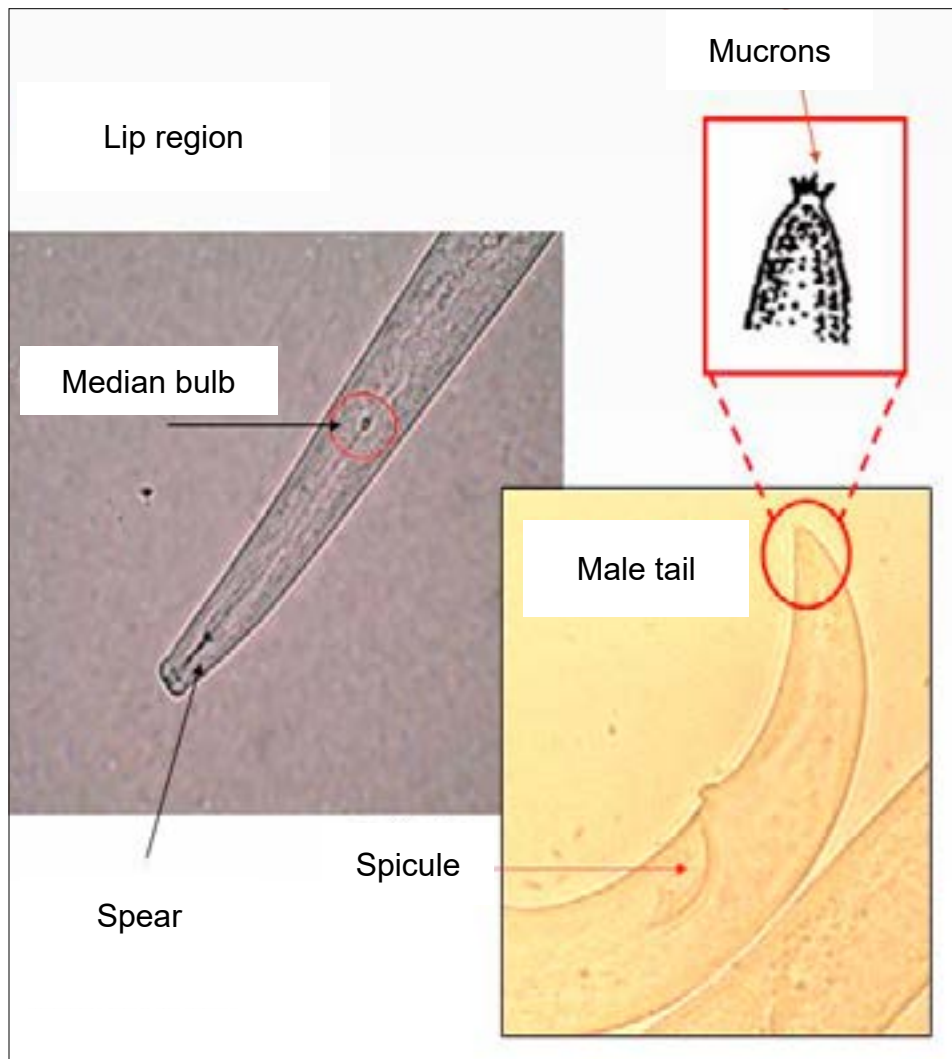 Mucrons
Lip region
Median bulb
Male tail
Spicule
Spear